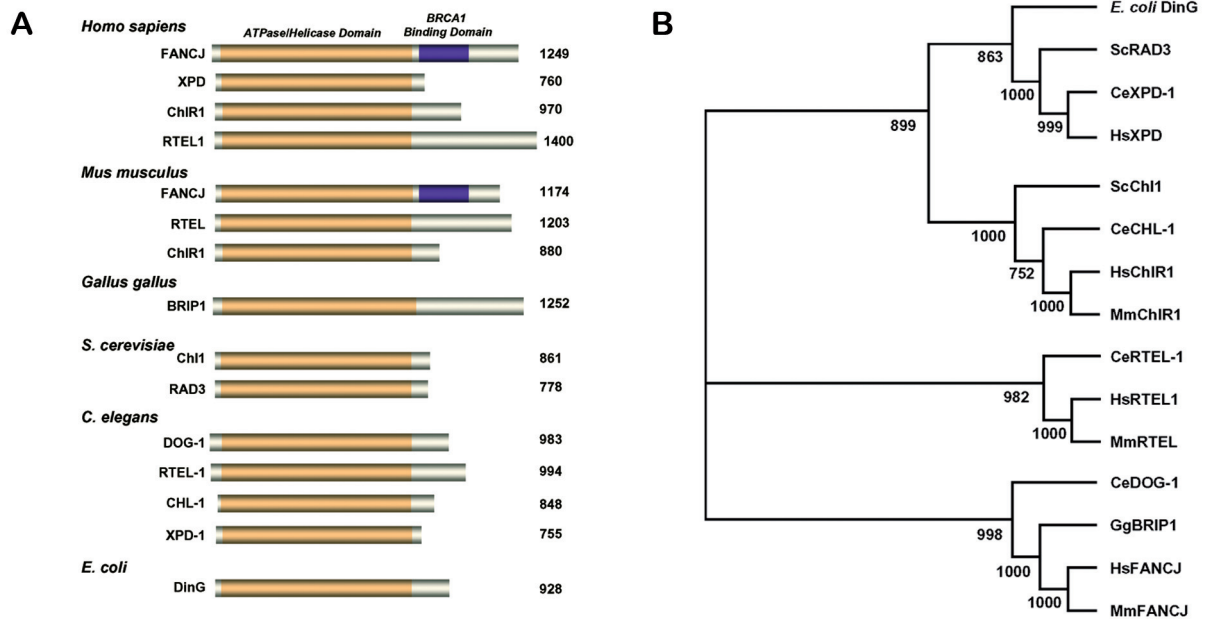 A
Homo sapiens
ATPase/Helicase Domain
BRCA1
Binding Domain
FANCJ 1249
XPD 760
ChlR1 970
RTEL1 1400
Mus musculus
FANCJ 1174
RTEL 1203
ChlR1 880
Gallus gallus
BRIP1 1252
S. cerevisiae
Chl1 861
RAD3 778
C. elegans
DOG-1 983
RTEL-1 994
CHL-1 848
XPD-1 755
E. coli
DinG 928
B
E. coli DinG
863
ScRAD3
1000
CeXPD-1
999
HsXPD
899
ScChl1
1000
CeCHL-1
752
HsChlR1
1000
MmChlR1
CeRTEL-1
982
HsRTEL1
1000
MmRTEL
CeDOG-1
998
GgBRIP1
1000
HsFANCJ
1000
MmFANCJ